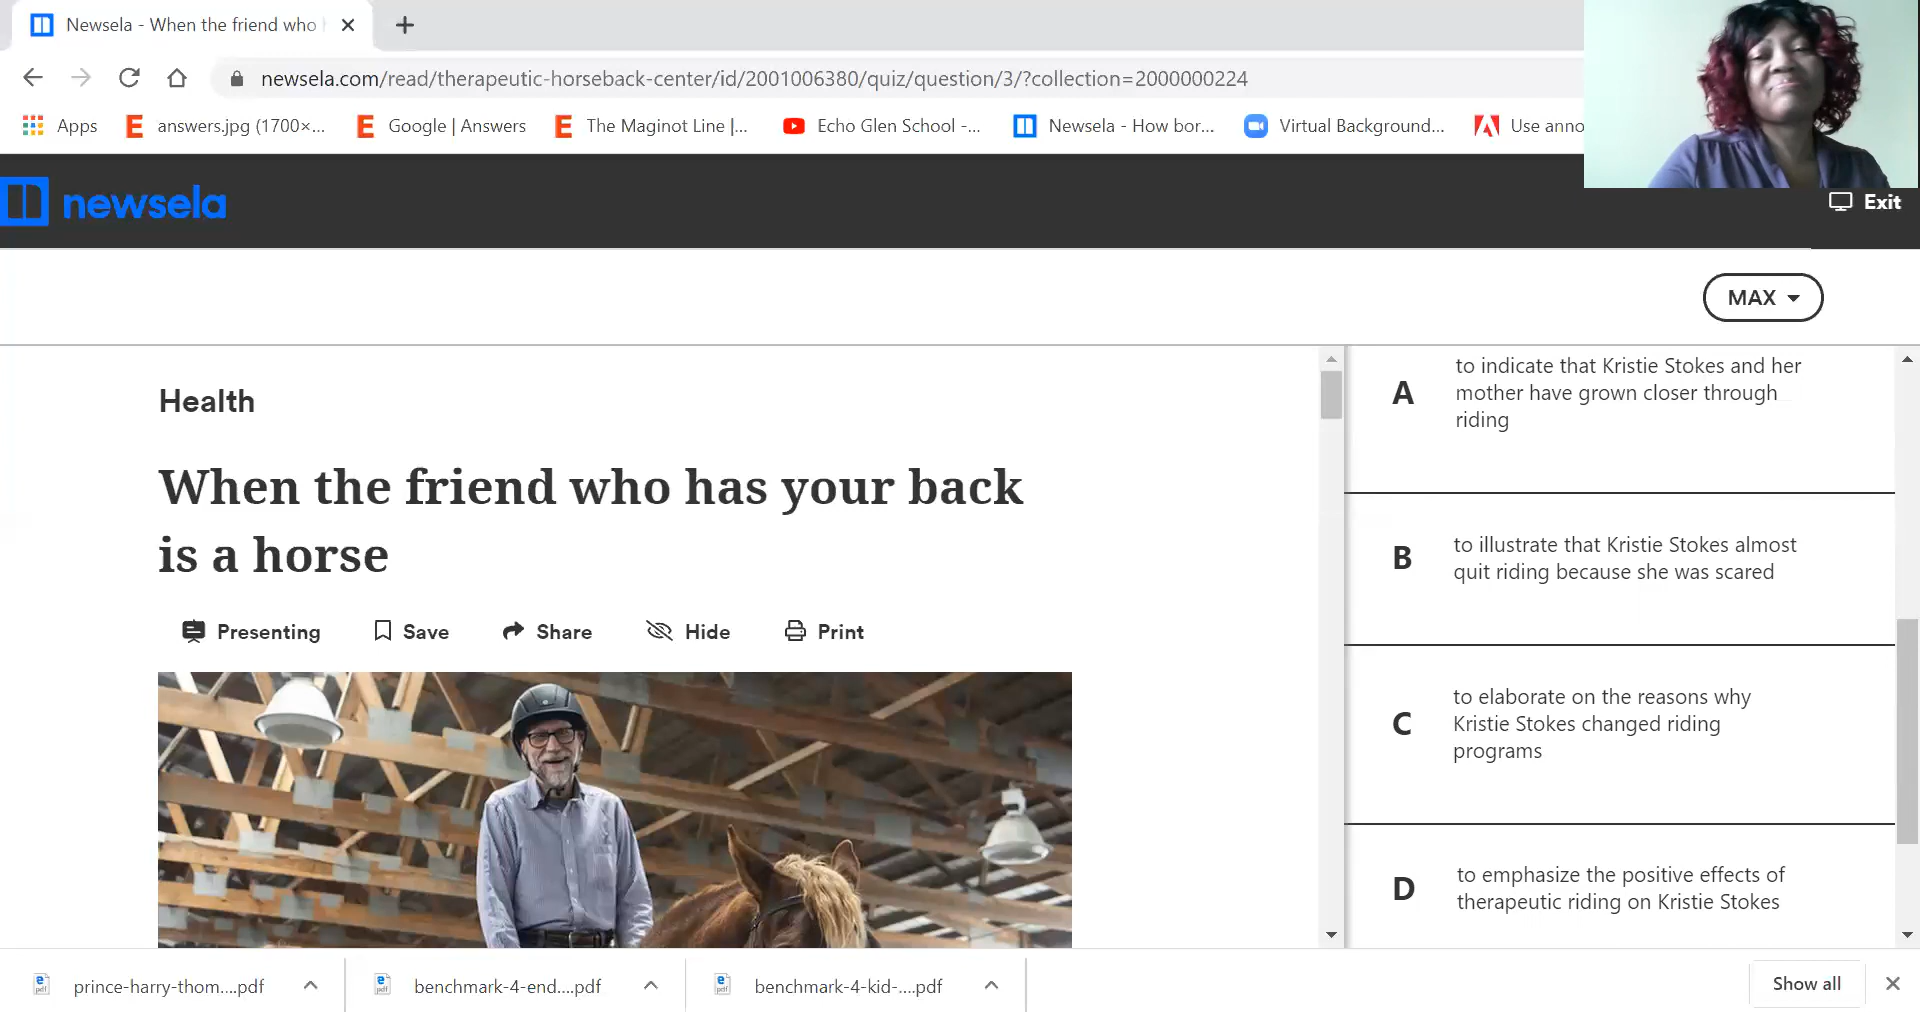 Newsela - When the friend who
newsela.com/read/therapeutic-horseback-center/id/2001006380/quiz/question/3/?collection=2000000224
Apps
answers.jpg (1700×...
Google | Answers
The Maginot Line |...
Echo Glen School -...
Newsela - How bor...
Virtual Background...
Use anno
newsela
Exit
MAX
Health
When the friend who has your back
is a horse
Presenting
Save
Share
Hide
Print
A
to indicate that Kristie Stokes and her
mother have grown closer through
riding
B
to illustrate that Kristie Stokes almost
quit riding because she was scared
C
to elaborate on the reasons why
Kristie Stokes changed riding
programs
D
to emphasize the positive effects of
therapeutic riding on Kristie Stokes
prince-harry-thom....pdf
benchmark-4-end....pdf
benchmark-4-kid-....pdf
Show all